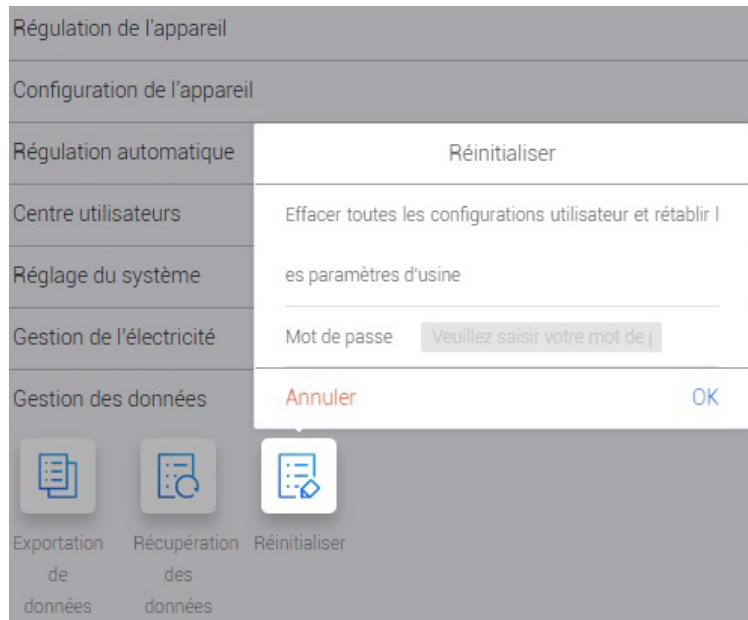 Régulation de l'appareil
Configuration de l'appareil
Régulation automatique
Réinitialiser
Centre utilisateurs
Effacer toutes les configurations utilisateur et rétablir l
Réglage du système
es paramètres d'usine
Gestion de l'électricité
Mot de passe
Veuillez saisir votre mot de
Gestion des données
Annuler
OK
Exportation
de
données
Récupération
des
données
Réinitialiser